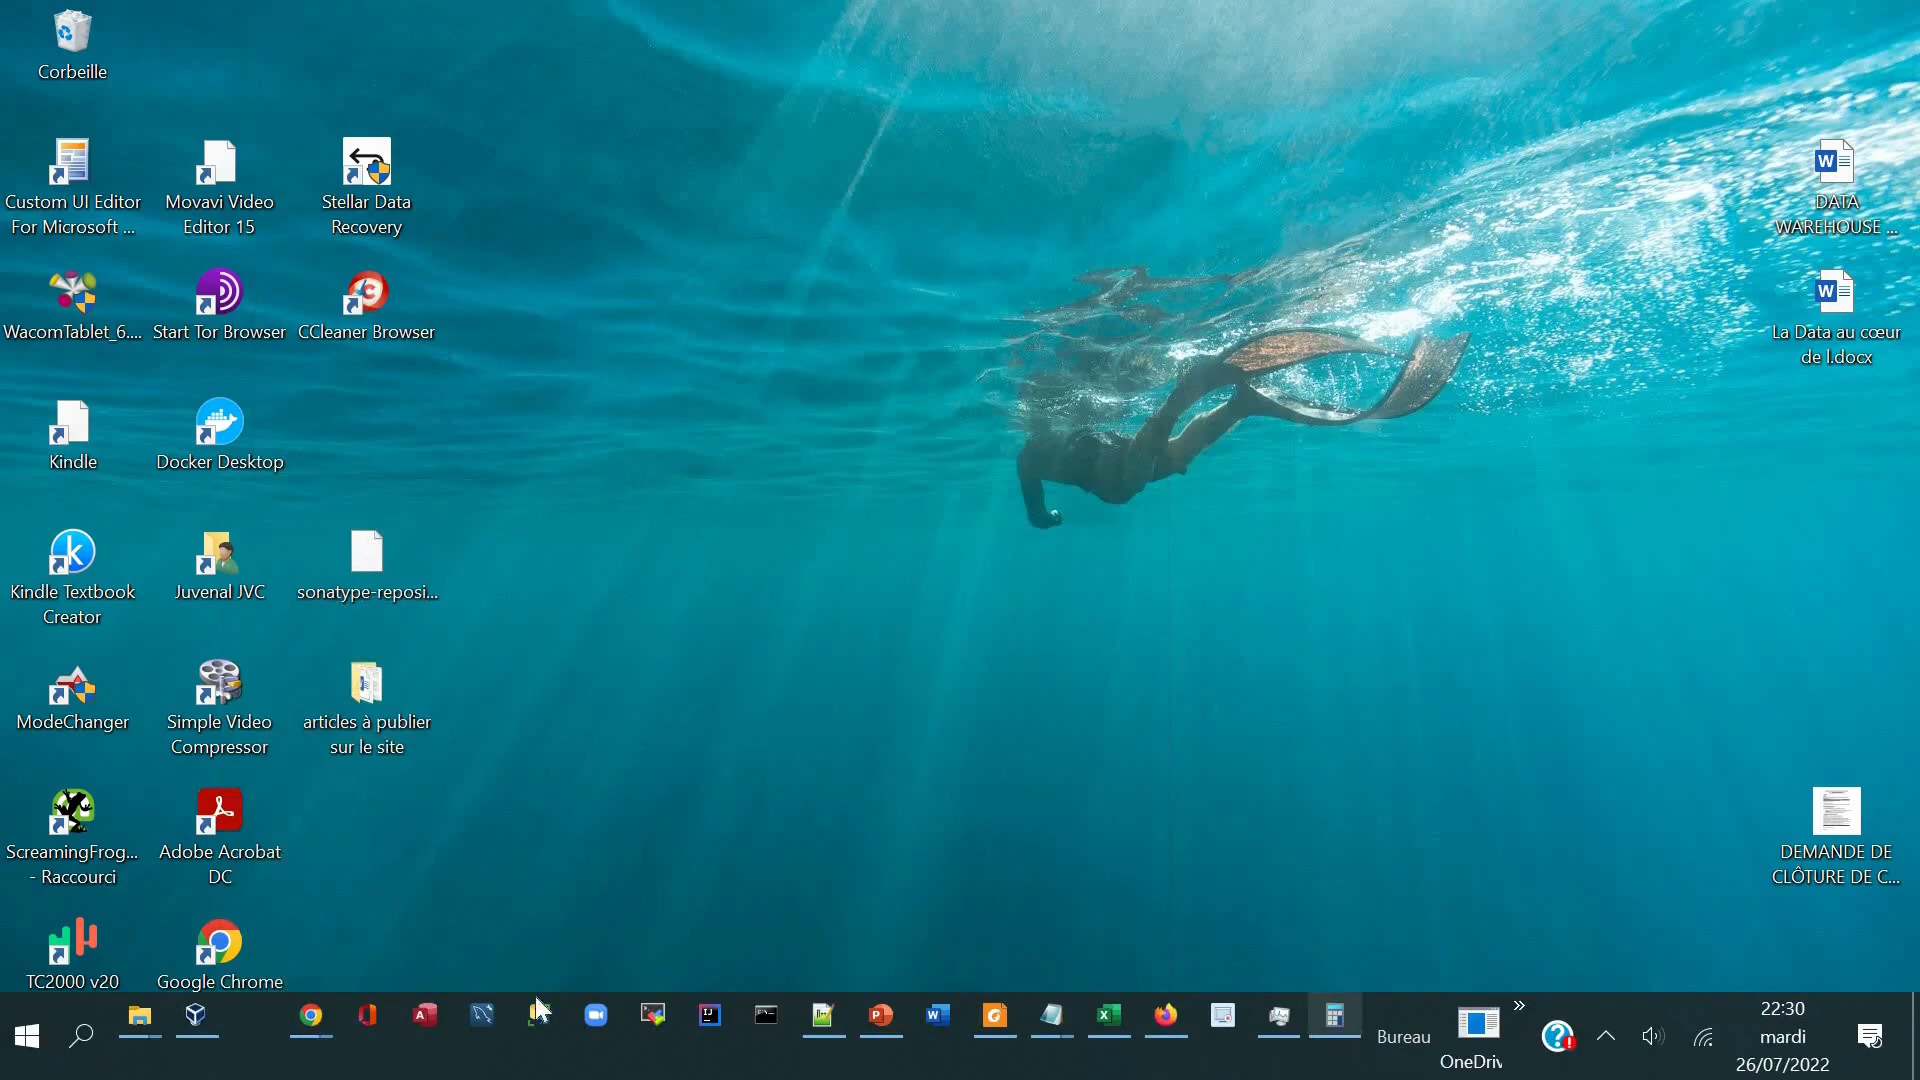 Corbeille
Custom UI Editor
For Microsoft ...
Movavi Video
Editor 15
Stellar Data
Recovery
DATA
WAREHOUSE ...
WacomTablet_6....
Start Tor Browser
CCleaner Browser
La Data au cœur
de l.docx
Kindle
Docker Desktop
Kindle Textbook
Creator
Juvenal JVC
sonatype-reposi...
ModeChanger
Simple Video
Compressor
articles à publier
sur le site
ScreamingFrog...
- Raccourci
Adobe Acrobat
DC
DEMANDE DE
CLÔTURE DE C...
TC2000 v20
Google Chrome
Bureau
OneDriv
22:30
mardi
26/07/2022